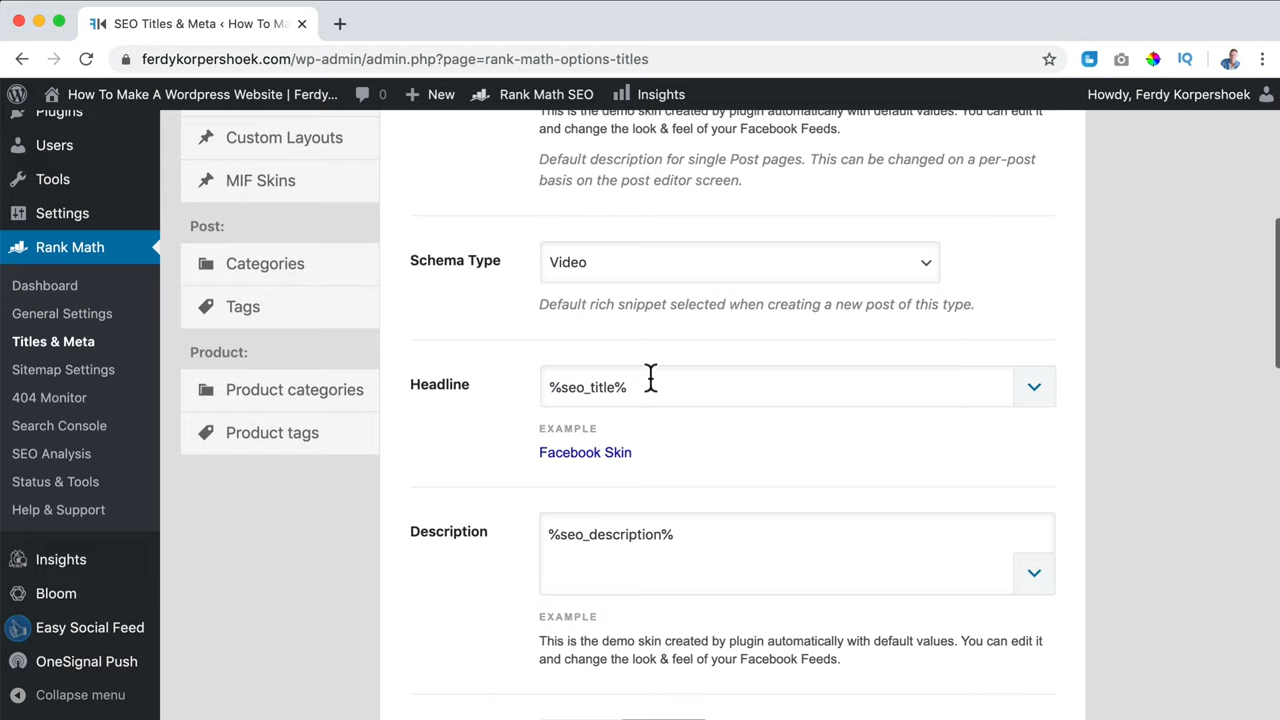 SEO Titles & Meta ‹ How To Ma
ferdykorpershoek.com/wp-admin/admin.php?page=rank-math-options-titles
IQ
How To Make A Wordpress Website | Ferdy...
0
New
Rank Math SEO
Insights
Howdy, Ferdy Korpershoek
Plugins
Users
Tools
Settings
Rank Math
Dashboard
General Settings
Titles & Meta
Sitemap Settings
404 Monitor
Search Console
SEO Analysis
Status & Tools
Help & Support
Insights
Bloom
Easy Social Feed
OneSignal Push
Collapse menu
Custom Layouts
MIF Skins
Post:
Categories
Tags
Product:
Product categories
Product tags
This is the demo skin created by plugin automatically with default values. You can edit it
and change the look & feel of your Facebook Feeds.
Default description for single Post pages. This can be changed on a per-post
basis on the post editor screen.
Schema Type
Video
Default rich snippet selected when creating a new post of this type.
Headline
%seo_title%
EXAMPLE
Facebook Skin
Description
%seo_description%
EXAMPLE
This is the demo skin created by plugin automatically with default values. You can edit it
and change the look & feel of your Facebook Feeds.